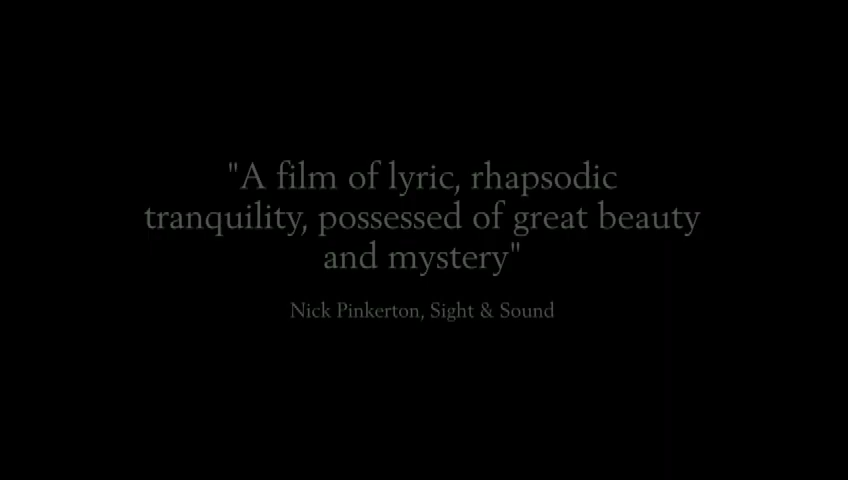 "A film of lyric, rhapsodic
tranquility, possessed of great beauty
and mystery"
Nick Pinkerton, Sight & Sound